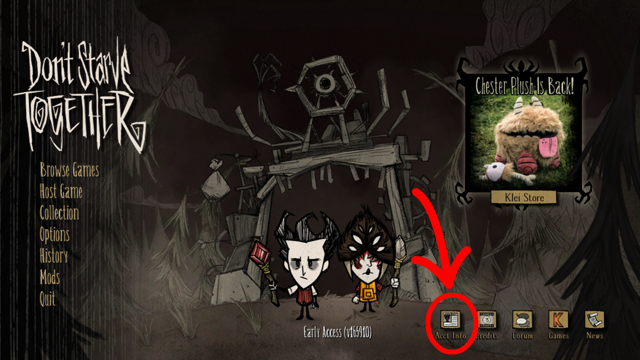 Don't Starve
TOGETHER
Browse Games
Host Game
Collection
Options
History
Mods
Quit
Chester Plush Is Back!
Klei Store
Early Access (v165910)
Acct Info
Credits
Forum
Games
News